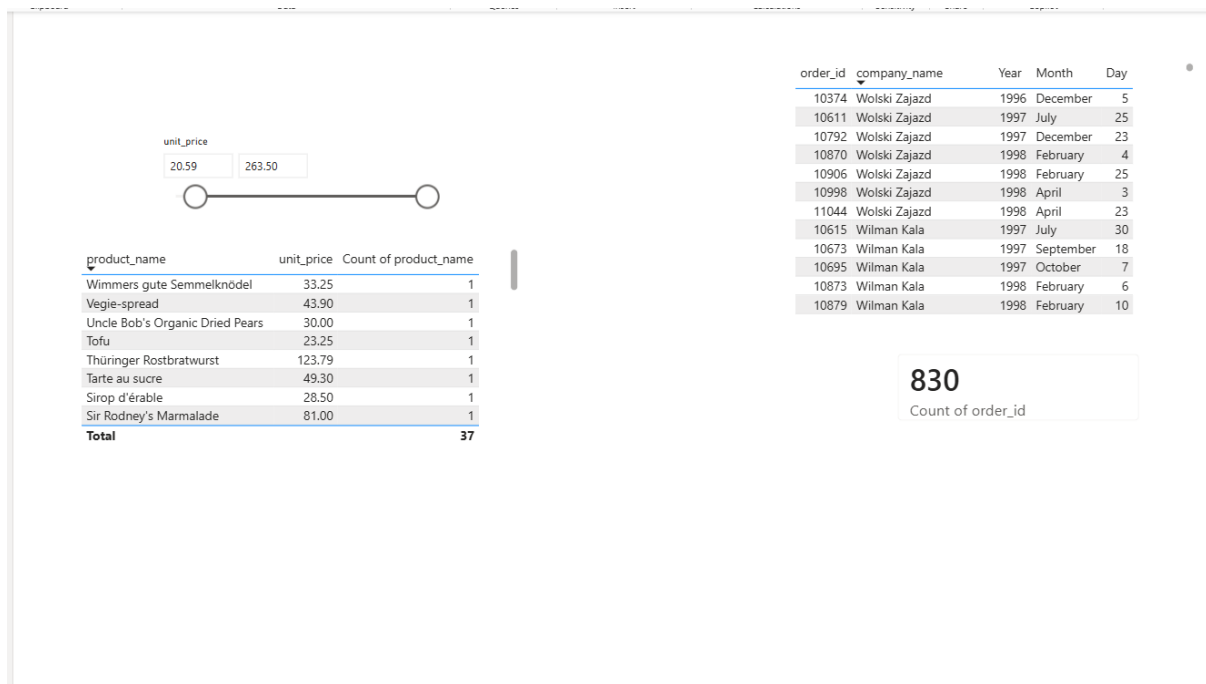 unit_price
20.59 263.50
product_name unit_price Count of product_name
Wimmers gute Semmelknödel 33.25 1
Vegie-spread 43.90 1
Uncle Bob's Organic Dried Pears 30.00 1
Tofu 23.25 1
Thüringer Rostbratwurst 123.79 1
Tarte au sucre 49.30 1
Sirop d'érable 28.50 1
Sir Rodney's Marmalade 81.00 1
Total 37
order_id company_name Year Month Day
10374 Wolski Zajazd 1996 December 5
10611 Wolski Zajazd 1997 July 25
10792 Wolski Zajazd 1997 December 23
10870 Wolski Zajazd 1998 February 4
10906 Wolski Zajazd 1998 February 25
10998 Wolski Zajazd 1998 April 3
11044 Wolski Zajazd 1998 April 23
10615 Wilman Kala 1997 July 30
10673 Wilman Kala 1997 September 18
10695 Wilman Kala 1997 October 7
10873 Wilman Kala 1998 February 6
10879 Wilman Kala 1998 February 10
830
Count of order_id